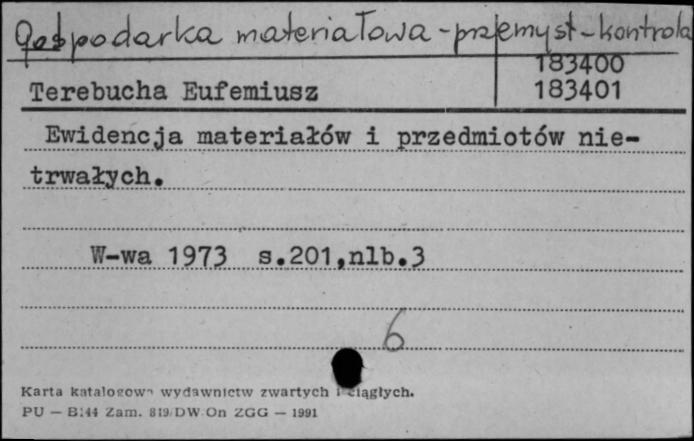 Gospodarka materiałowa - przemysł - kontrola
183400
Terebucha Eufemiusz 183401
Ewidencja materiałów i przedmiotów nie-
trwałych.
W-wa 1973 s.201,nlb.3
6
Karta katalogowa wydawnictw zwartych i ciągłych.
PU — B:44 Zam. 819/DW On ZGG — 1991